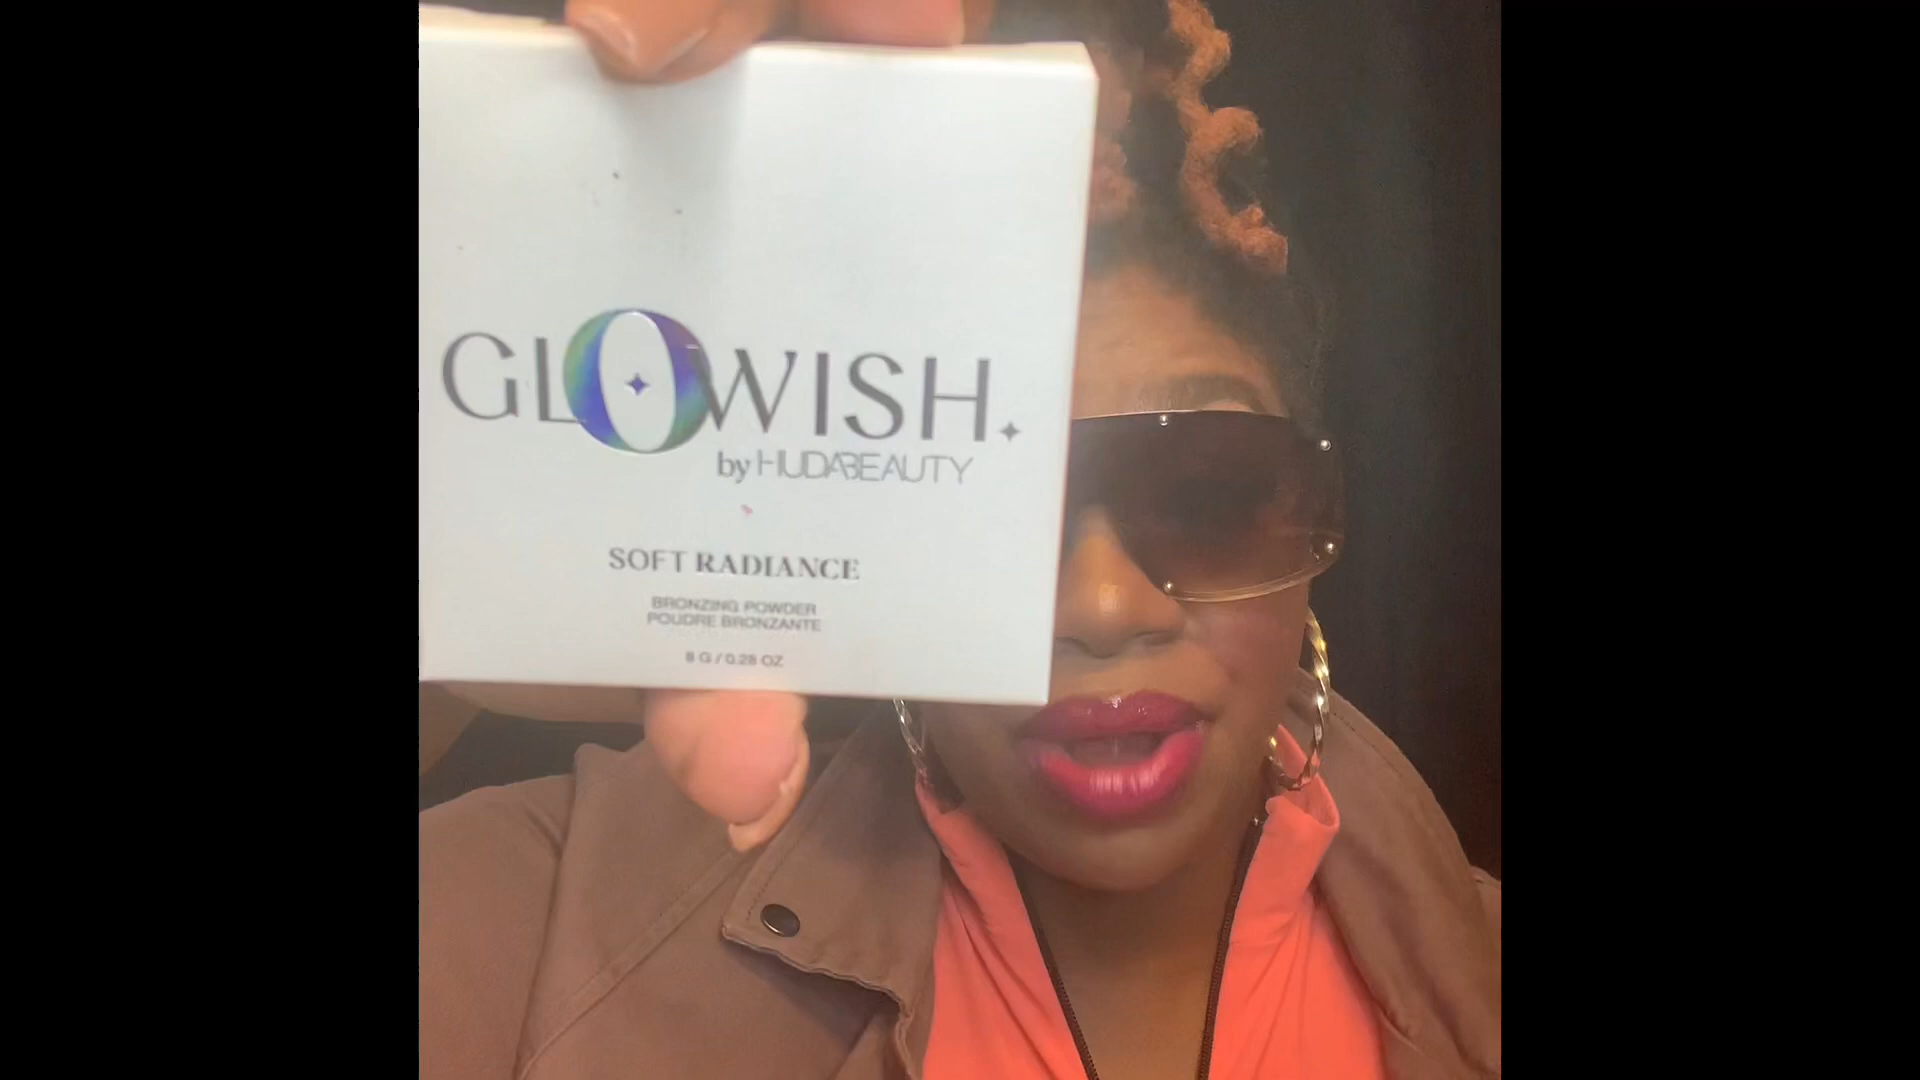 GLOWISH.
by HUDABEAUTY
SOFT RADIANCE
BRONZING POWDER
POUDRE BRONZANTE
8 G / 0.28 OZ